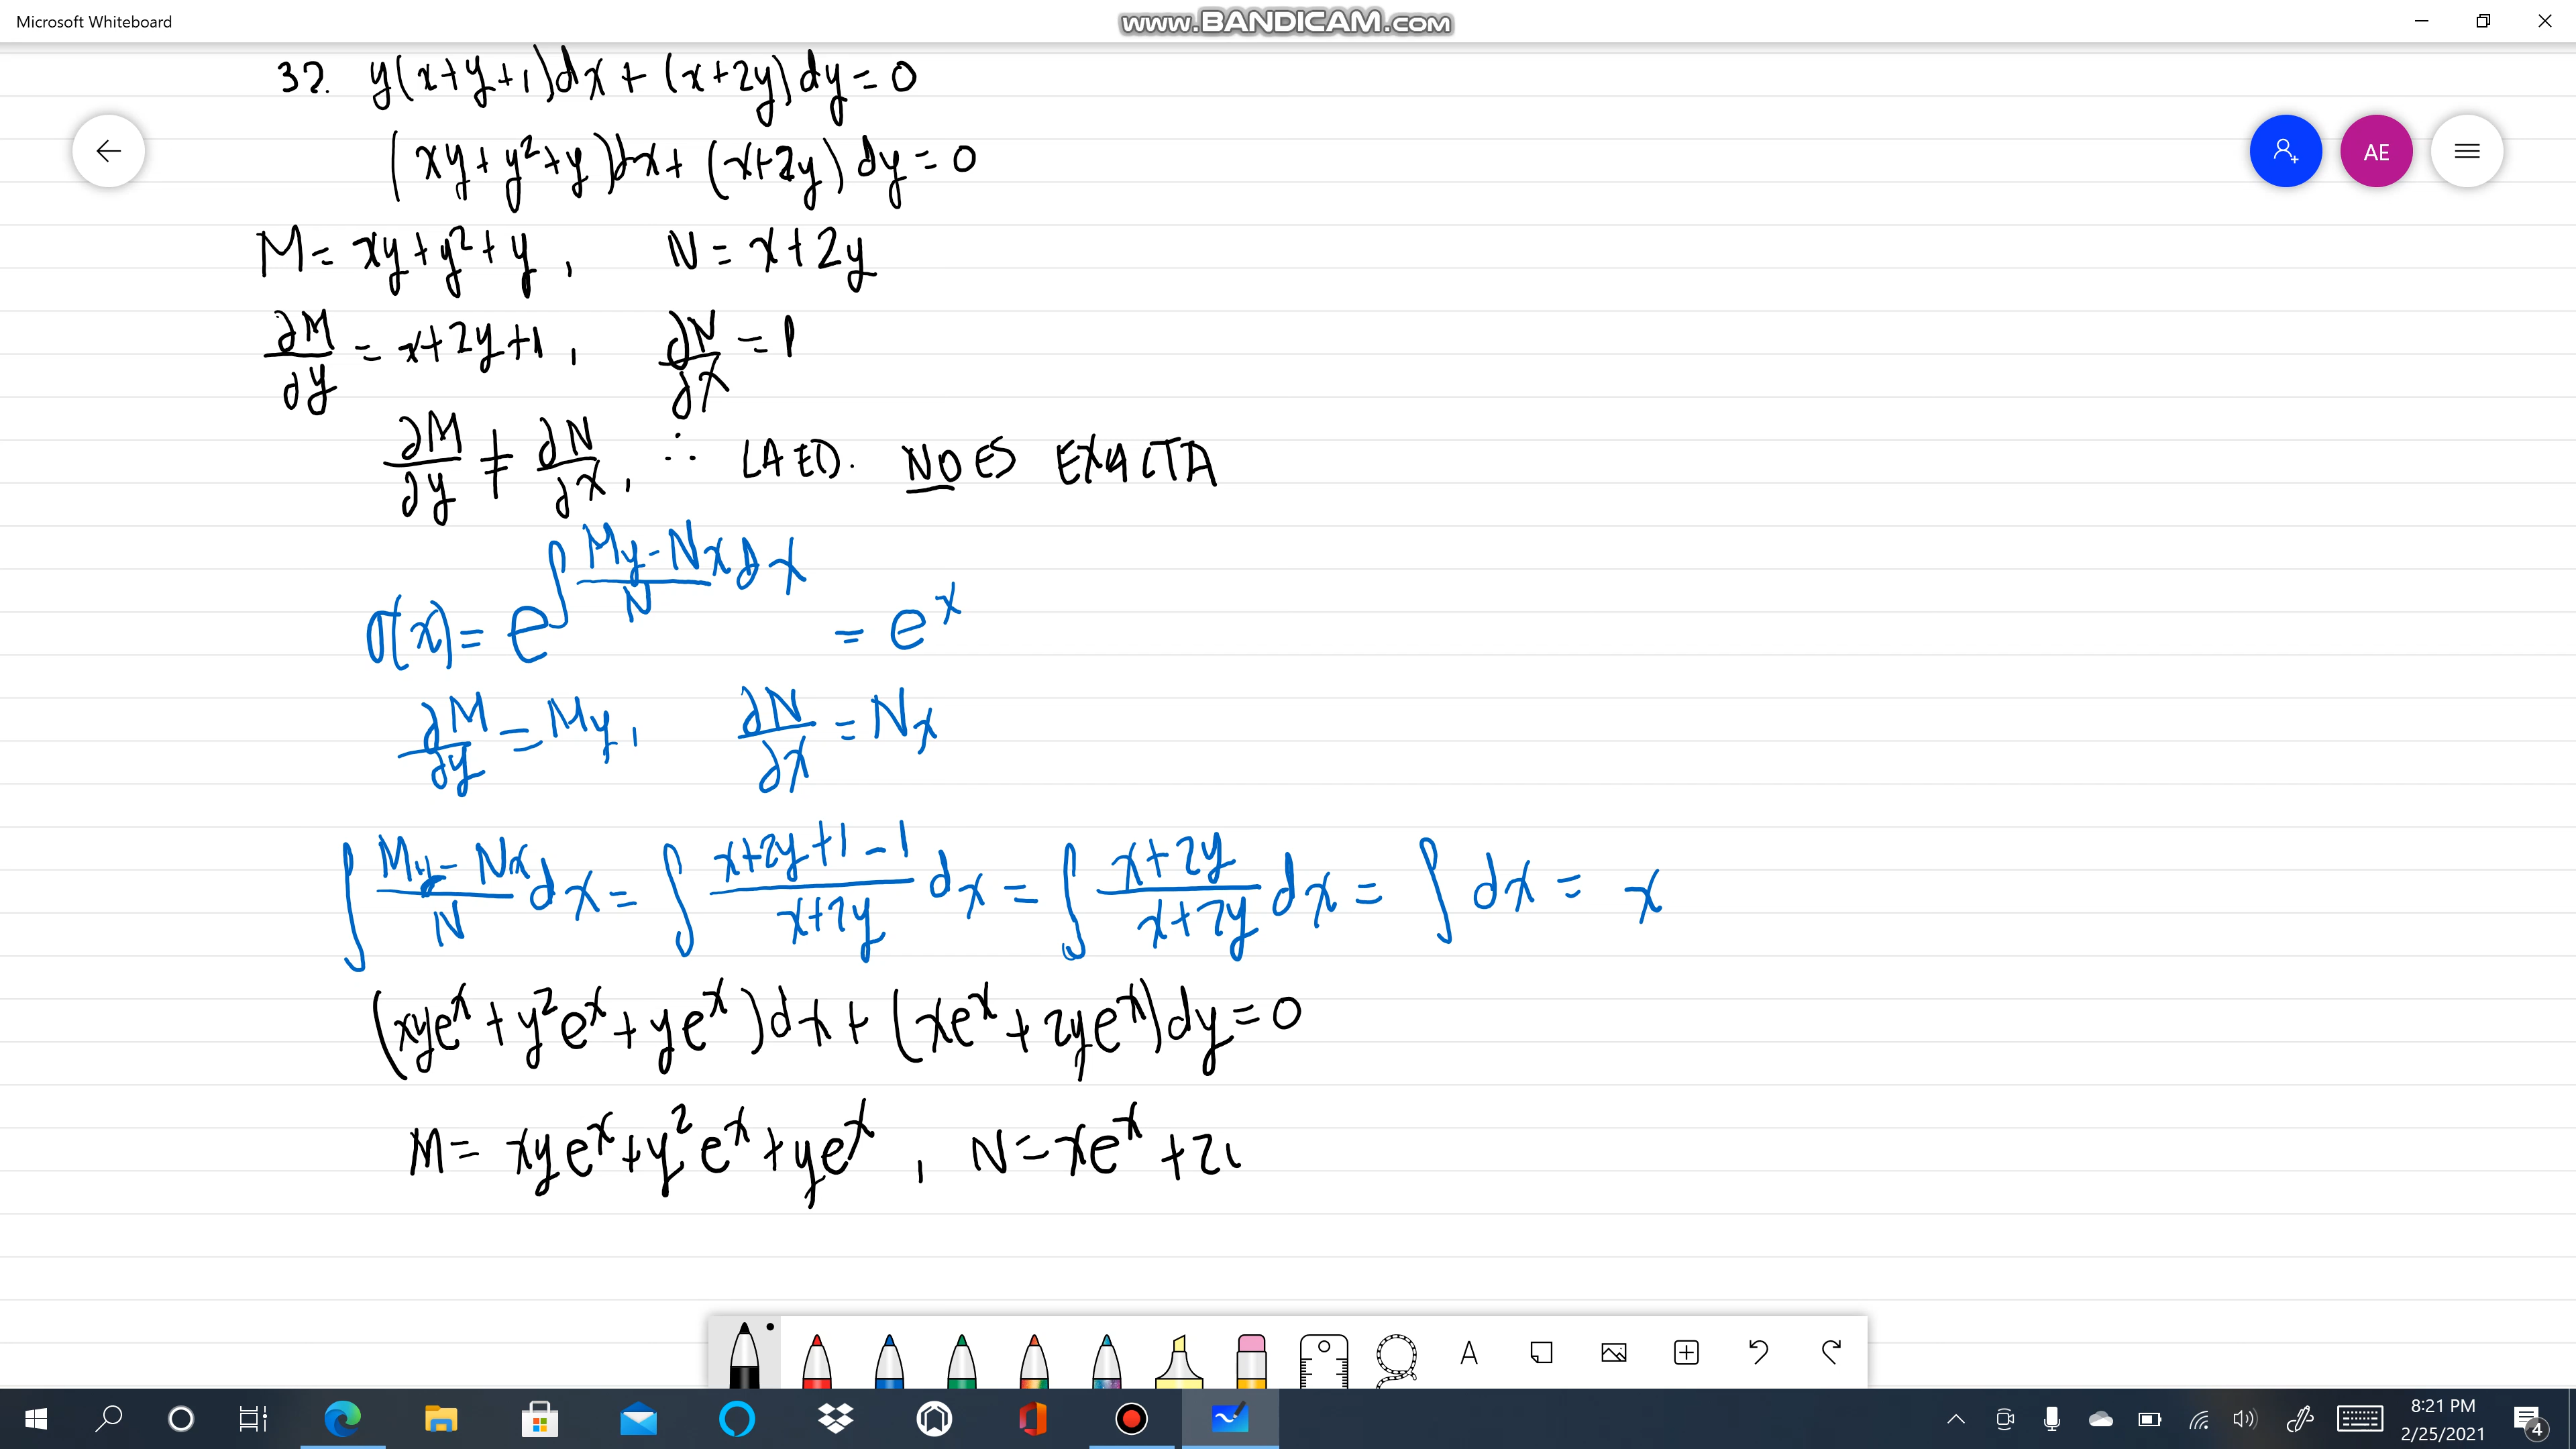 Microsoft Whiteboard
www.BANDICAM.com
32. y(x+y+1)dx + (x+2y)dy = 0
(xy + y² + y)dx + (x+2y)dy = 0
AE
M = xy + y² + y, N = x + 2y
∂M/∂y = x+2y+1, ∂N/∂x = 1
∂M/∂y ≠ ∂N/∂x, ∴ LA ED. NO ES EXACTA
σ(x) = e^∫ (My - Nx)/N dx = e^x
∂M/∂y = My, ∂N/∂x = Nx
∫ (My - Nx)/N dx = ∫ (x+2y+1-1)/(x+2y) dx = ∫ (x+2y)/(x+2y) dx = ∫ dx = x
(xye^x + y²e^x + ye^x)dx + (xe^x + 2ye^x)dy = 0
M = xye^x + y²e^x + ye^x, N = xe^x + 2
A
8:21 PM
2/25/2021
4